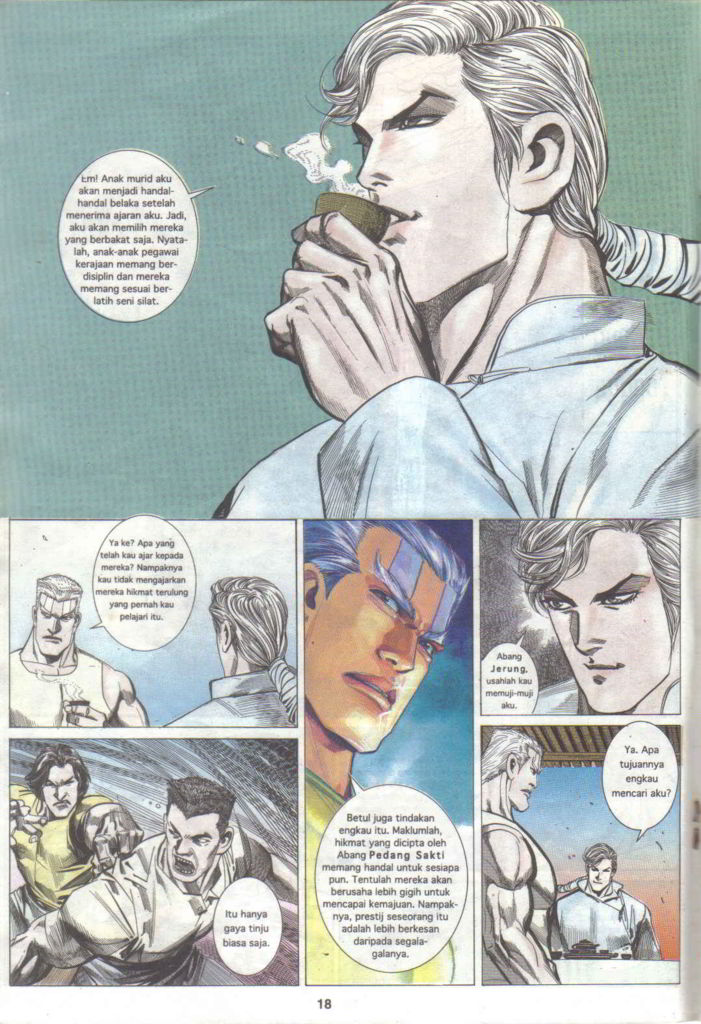 Em! Anak murid aku
akan menjadi handal-
handal belaka setelah
menerima ajaran aku. Jadi,
aku akan memilih mereka
yang berbakat saja. Nyata-
lah, anak-anak pegawai
kerajaan memang ber-
disiplin dan mereka
memang sesuai ber-
latih seni silat.
Ya ke? Apa yang
telah kau ajar kepada
mereka? Nampaknya
kau tidak mengajarkan
mereka hikmat terulung
yang pernah kau
pelajari itu.
Itu hanya
gaya tinju
biasa saja.
Betul juga tindakan
engkau itu. Maklumlah,
hikmat yang dicipta oleh
Abang Pedang Sakti
memang handal untuk sesiapa
pun. Tentulah mereka akan
berusaha lebih gigih untuk
mencapai kemajuan. Nampak-
nya, prestij seseorang itu
adalah lebih berkesan
daripada segala-
galanya.
Abang
Jerung,
usahlah kau
memuji-muji
aku.
Ya. Apa
tujuannya
engkau
mencari aku?
18